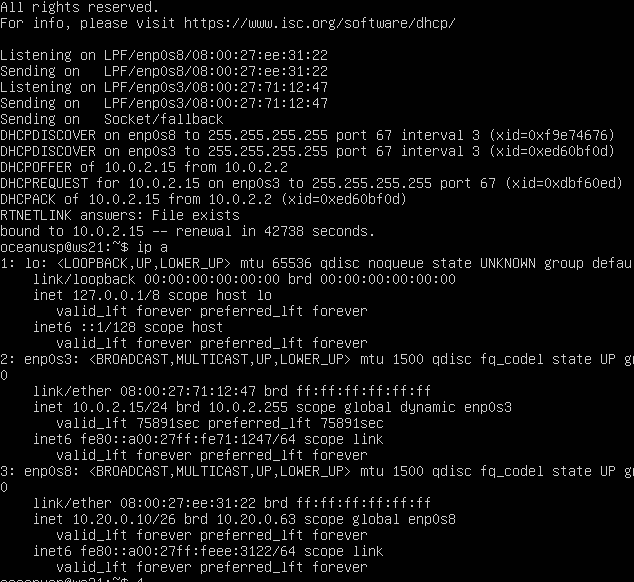 All rights reserved.
For info, please visit https://www.isc.org/software/dhcp/
Listening on LPF/enp0s8/08:00:27:ee:31:22
Sending on   LPF/enp0s8/08:00:27:ee:31:22
Listening on LPF/enp0s3/08:00:27:71:12:47
Sending on   LPF/enp0s3/08:00:27:71:12:47
Sending on   Socket/fallback
DHCPDISCOVER on enp0s8 to 255.255.255.255 port 67 interval 3 (xid=0xf9e74676)
DHCPDISCOVER on enp0s3 to 255.255.255.255 port 67 interval 3 (xid=0xed60bf0d)
DHCPOFFER of 10.0.2.15 from 10.0.2.2
DHCPREQUEST for 10.0.2.15 on enp0s3 to 255.255.255.255 port 67 (xid=0xdbf60ed)
DHCPACK of 10.0.2.15 from 10.0.2.2 (xid=0xed60bf0d)
RTNETLINK answers: File exists
bound to 10.0.2.15 -- renewal in 42738 seconds.
oceanusp@ws21:~$ ip a
1: lo: <LOOPBACK,UP,LOWER_UP> mtu 65536 qdisc noqueue state UNKNOWN group defau
    link/loopback 00:00:00:00:00:00 brd 00:00:00:00:00:00
    inet 127.0.0.1/8 scope host lo
       valid_lft forever preferred_lft forever
    inet6 ::1/128 scope host
       valid_lft forever preferred_lft forever
2: enp0s3: <BROADCAST,MULTICAST,UP,LOWER_UP> mtu 1500 qdisc fq_codel state UP gr
0
    link/ether 08:00:27:71:12:47 brd ff:ff:ff:ff:ff:ff
    inet 10.0.2.15/24 brd 10.0.2.255 scope global dynamic enp0s3
       valid_lft 75891sec preferred_lft 75891sec
    inet6 fe80::a00:27ff:fe71:1247/64 scope link
       valid_lft forever preferred_lft forever
3: enp0s8: <BROADCAST,MULTICAST,UP,LOWER_UP> mtu 1500 qdisc fq_codel state UP gr
0
    link/ether 08:00:27:ee:31:22 brd ff:ff:ff:ff:ff:ff
    inet 10.20.0.10/26 brd 10.20.0.63 scope global enp0s8
       valid_lft forever preferred_lft forever
    inet6 fe80::a00:27ff:feee:3122/64 scope link
       valid_lft forever preferred_lft forever